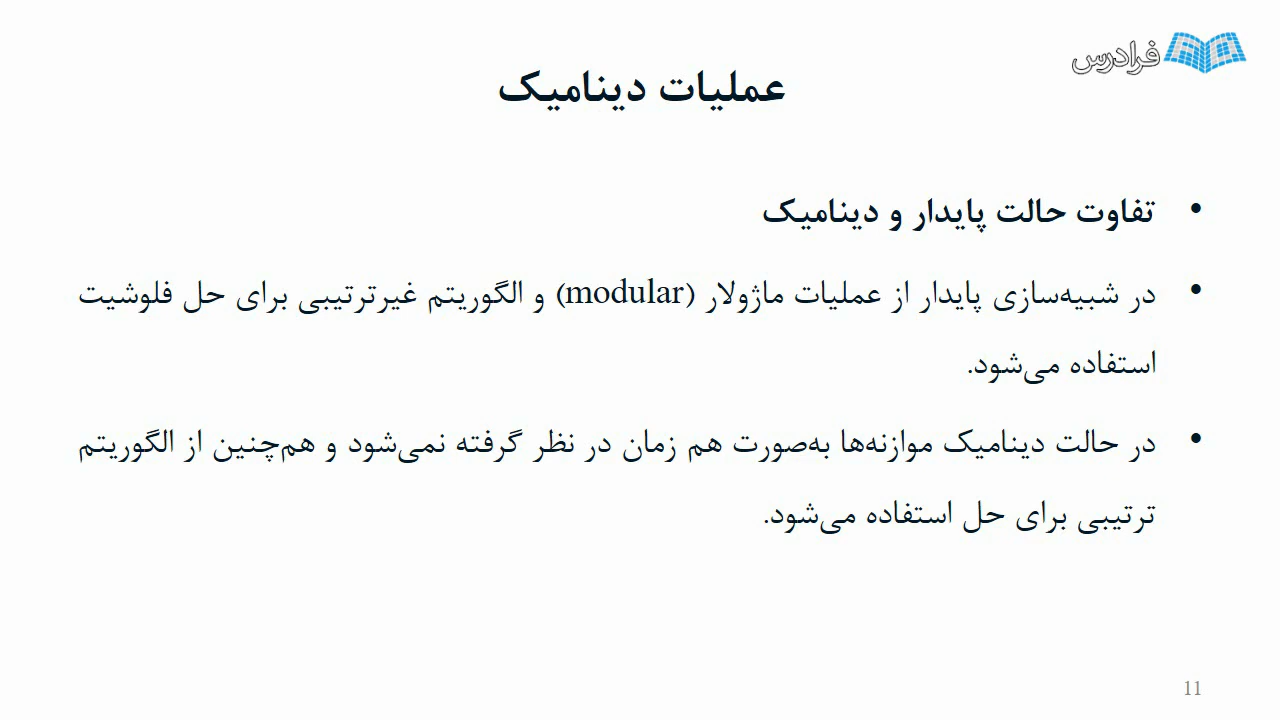 فرادرس
عملیات دینامیک
• تفاوت حالت پایدار و دینامیک
• در شبیه‌سازی پایدار از عملیات ماژولار (modular) و الگوریتم غیرترتیبی برای حل فلوشیت
استفاده می‌شود.
• در حالت دینامیک موازنه‌ها به‌صورت هم زمان در نظر گرفته نمی‌شود و هم‌چنین از الگوریتم
ترتیبی برای حل استفاده می‌شود.
11